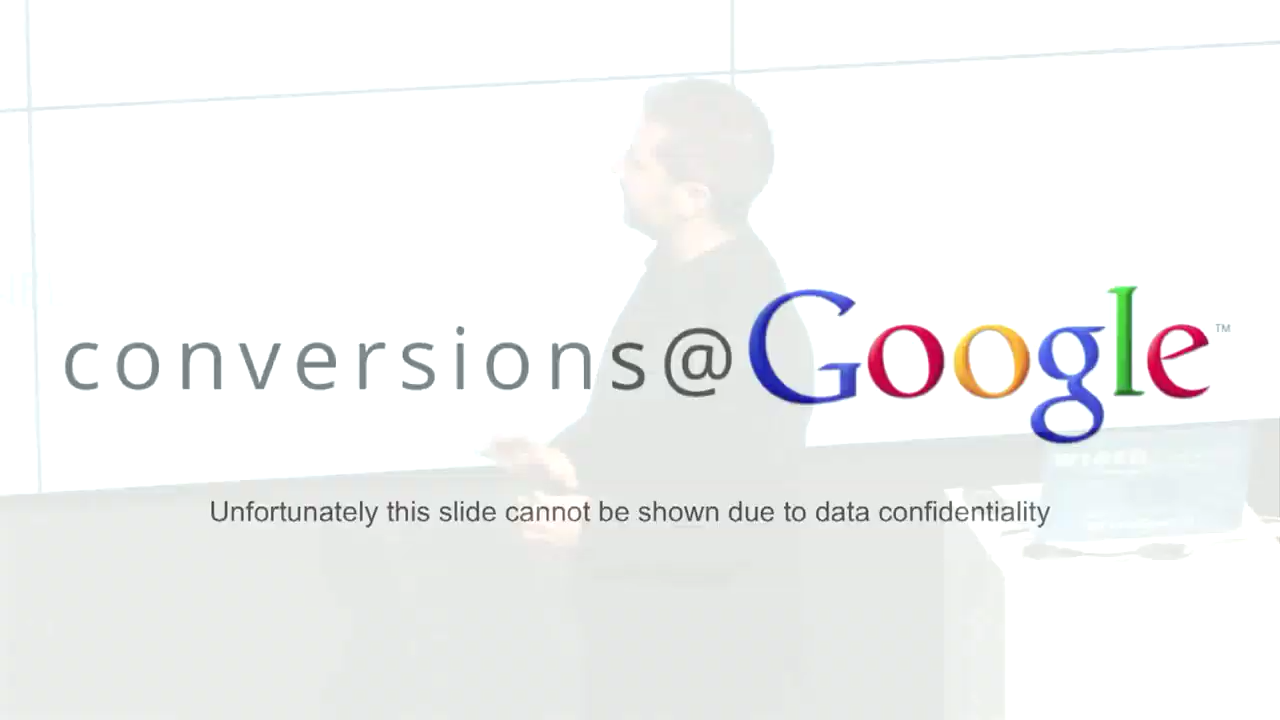 conversions@Google™
Unfortunately this slide cannot be shown due to data confidentiality